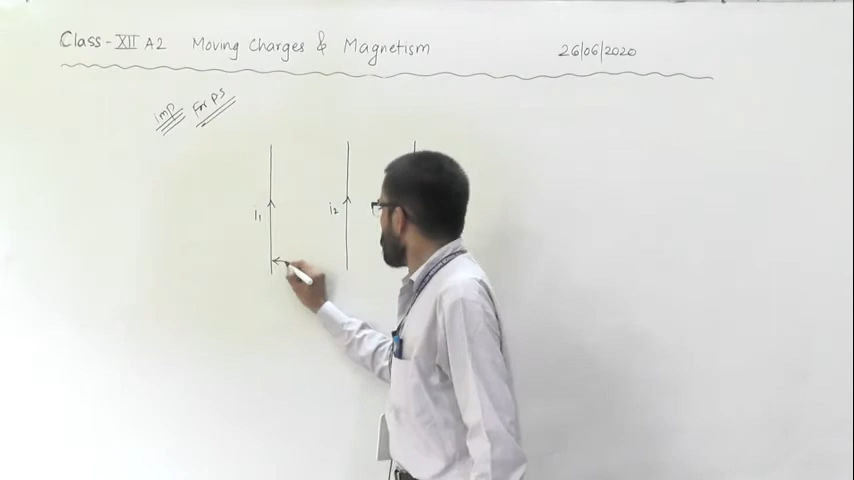 Class - XII A2 Moving Charges & Magnetism 26/06/2020
imp For PS
i1 i2